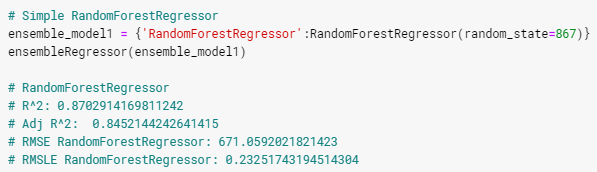 # Simple RandomForestRegressor
ensemble_model1 = {'RandomForestRegressor':RandomForestRegressor(random_state=867)}
ensembleRegressor(ensemble_model1)
# RandomForestRegressor
# R^2: 0.8702914169811242
# Adj R^2:  0.8452144242641415
# RMSE RandomForestRegressor: 671.0592021821423
# RMSLE RandomForestRegressor: 0.23251743194514304